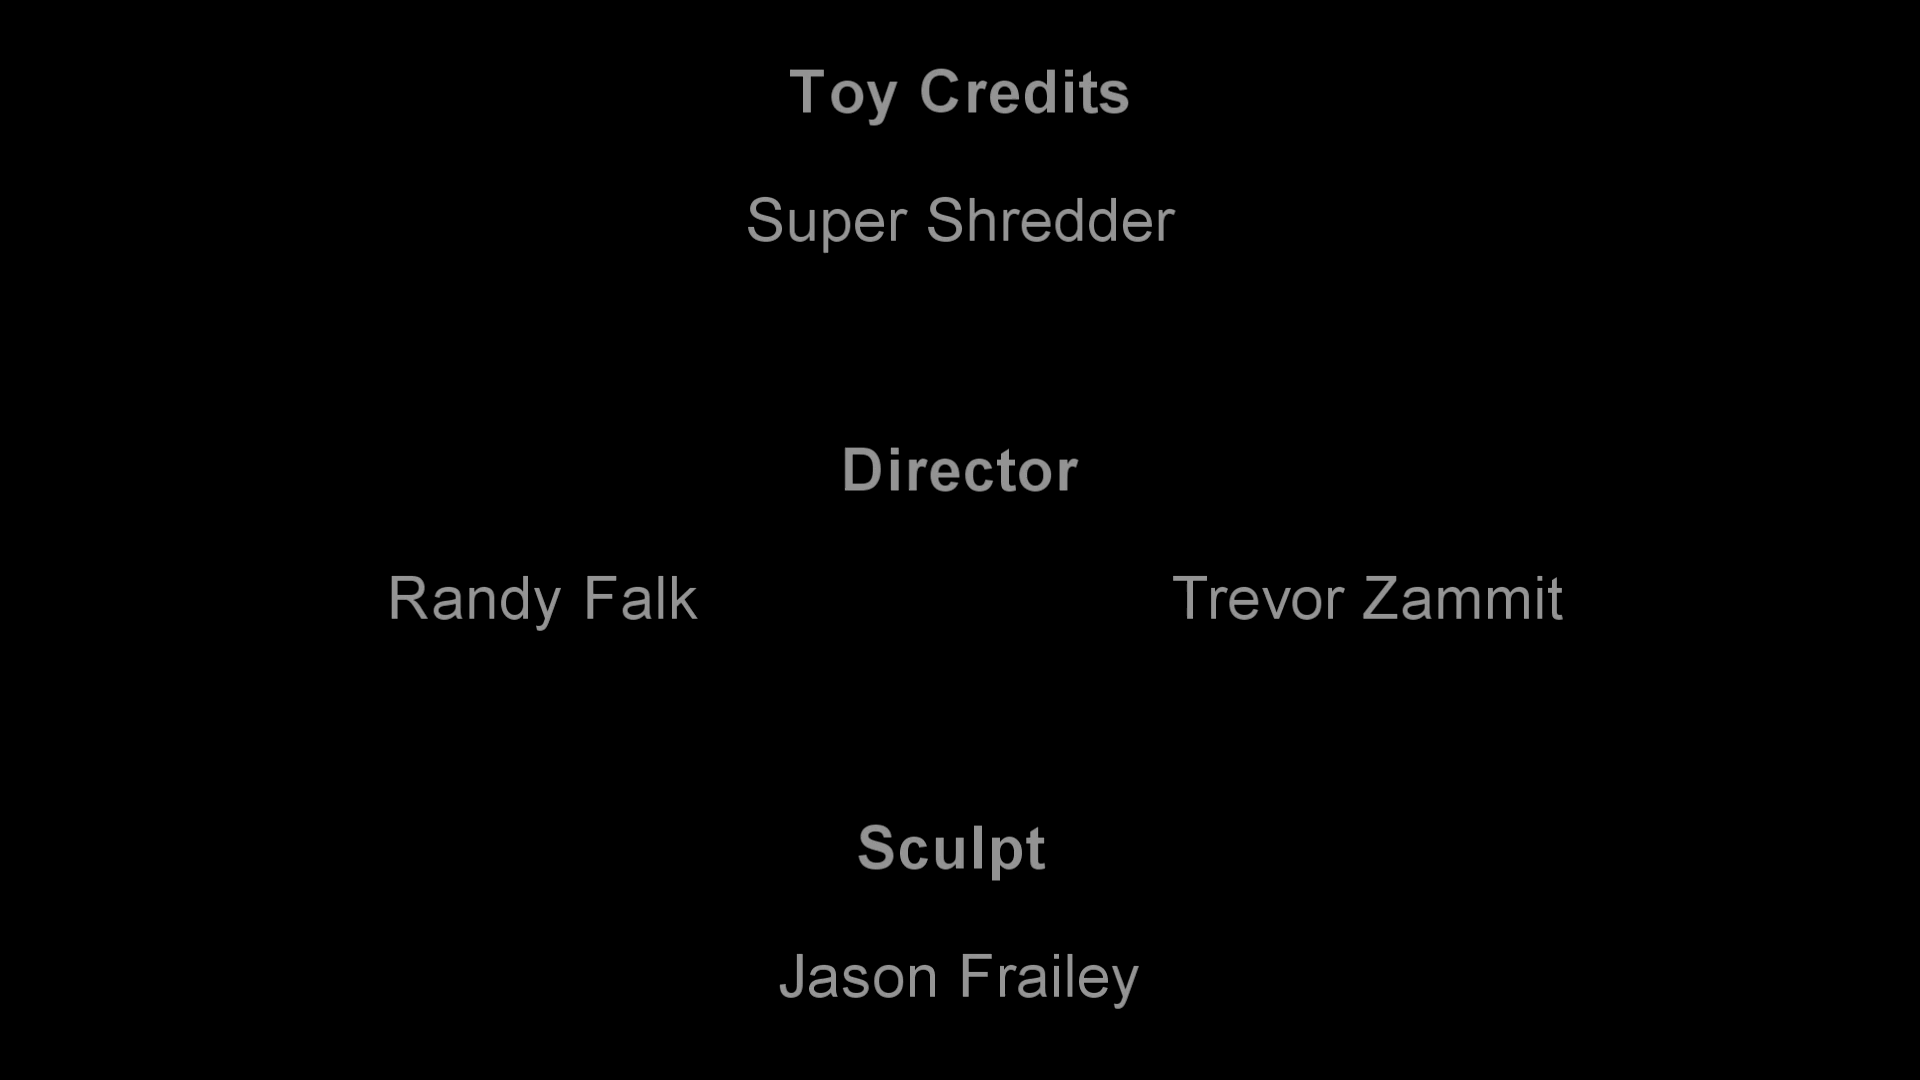 Toy Credits
Super Shredder
Director
Randy Falk Trevor Zammit
Sculpt
Jason Frailey